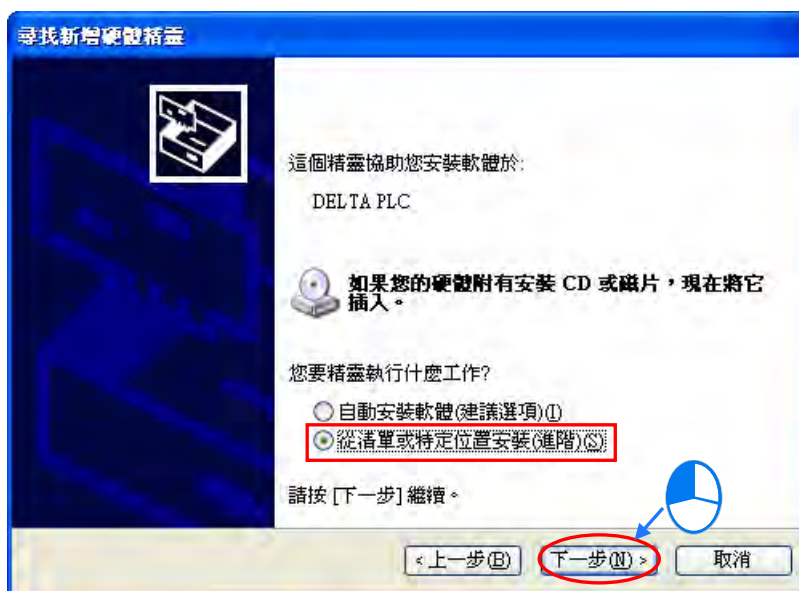 尋找新增硬體精靈
這個精靈協助您安裝軟體於:
DELTA PLC
如果您的硬體附有安裝 CD 或磁片，現在將它
插入。
您要精靈執行什麼工作?
自動安裝軟體(建議選項)(I)
從清單或特定位置安裝(進階)(S)
請按 [下一步] 繼續。
<上一步(B) 下一步(N)> 取消